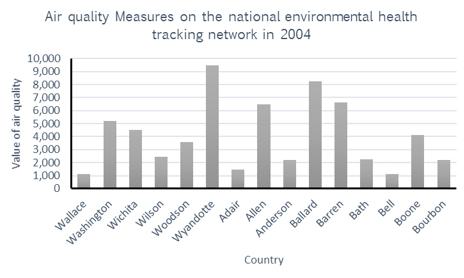 Air quality Measures on the national environmental health
tracking network in 2004
Value of air quality
10,000
9,000
8,000
7,000
6,000
5,000
4,000
3,000
2,000
1,000
0
Wallace
Washington
Wichita
Wilson
Woodson
Wyandotte
Adair
Allen
Anderson
Ballard
Barren
Bath
Bell
Boone
Bourbon
Country